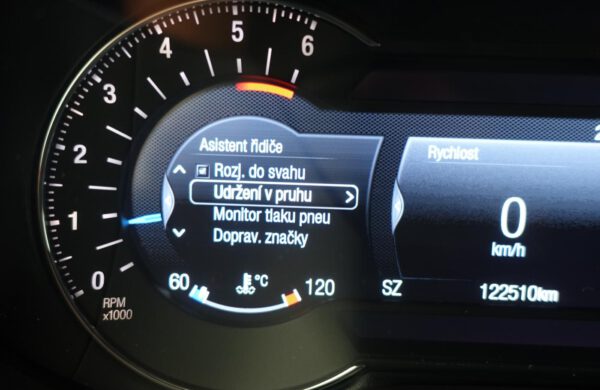 5
6
4
3
2
1
0
RPM
x1000
Asistent řidiče
Rozj. do svahu
Udržení v pruhu
Monitor tlaku pneu
Doprav. značky
60
°C
120
Rychlost
0
km/h
SZ
122510km